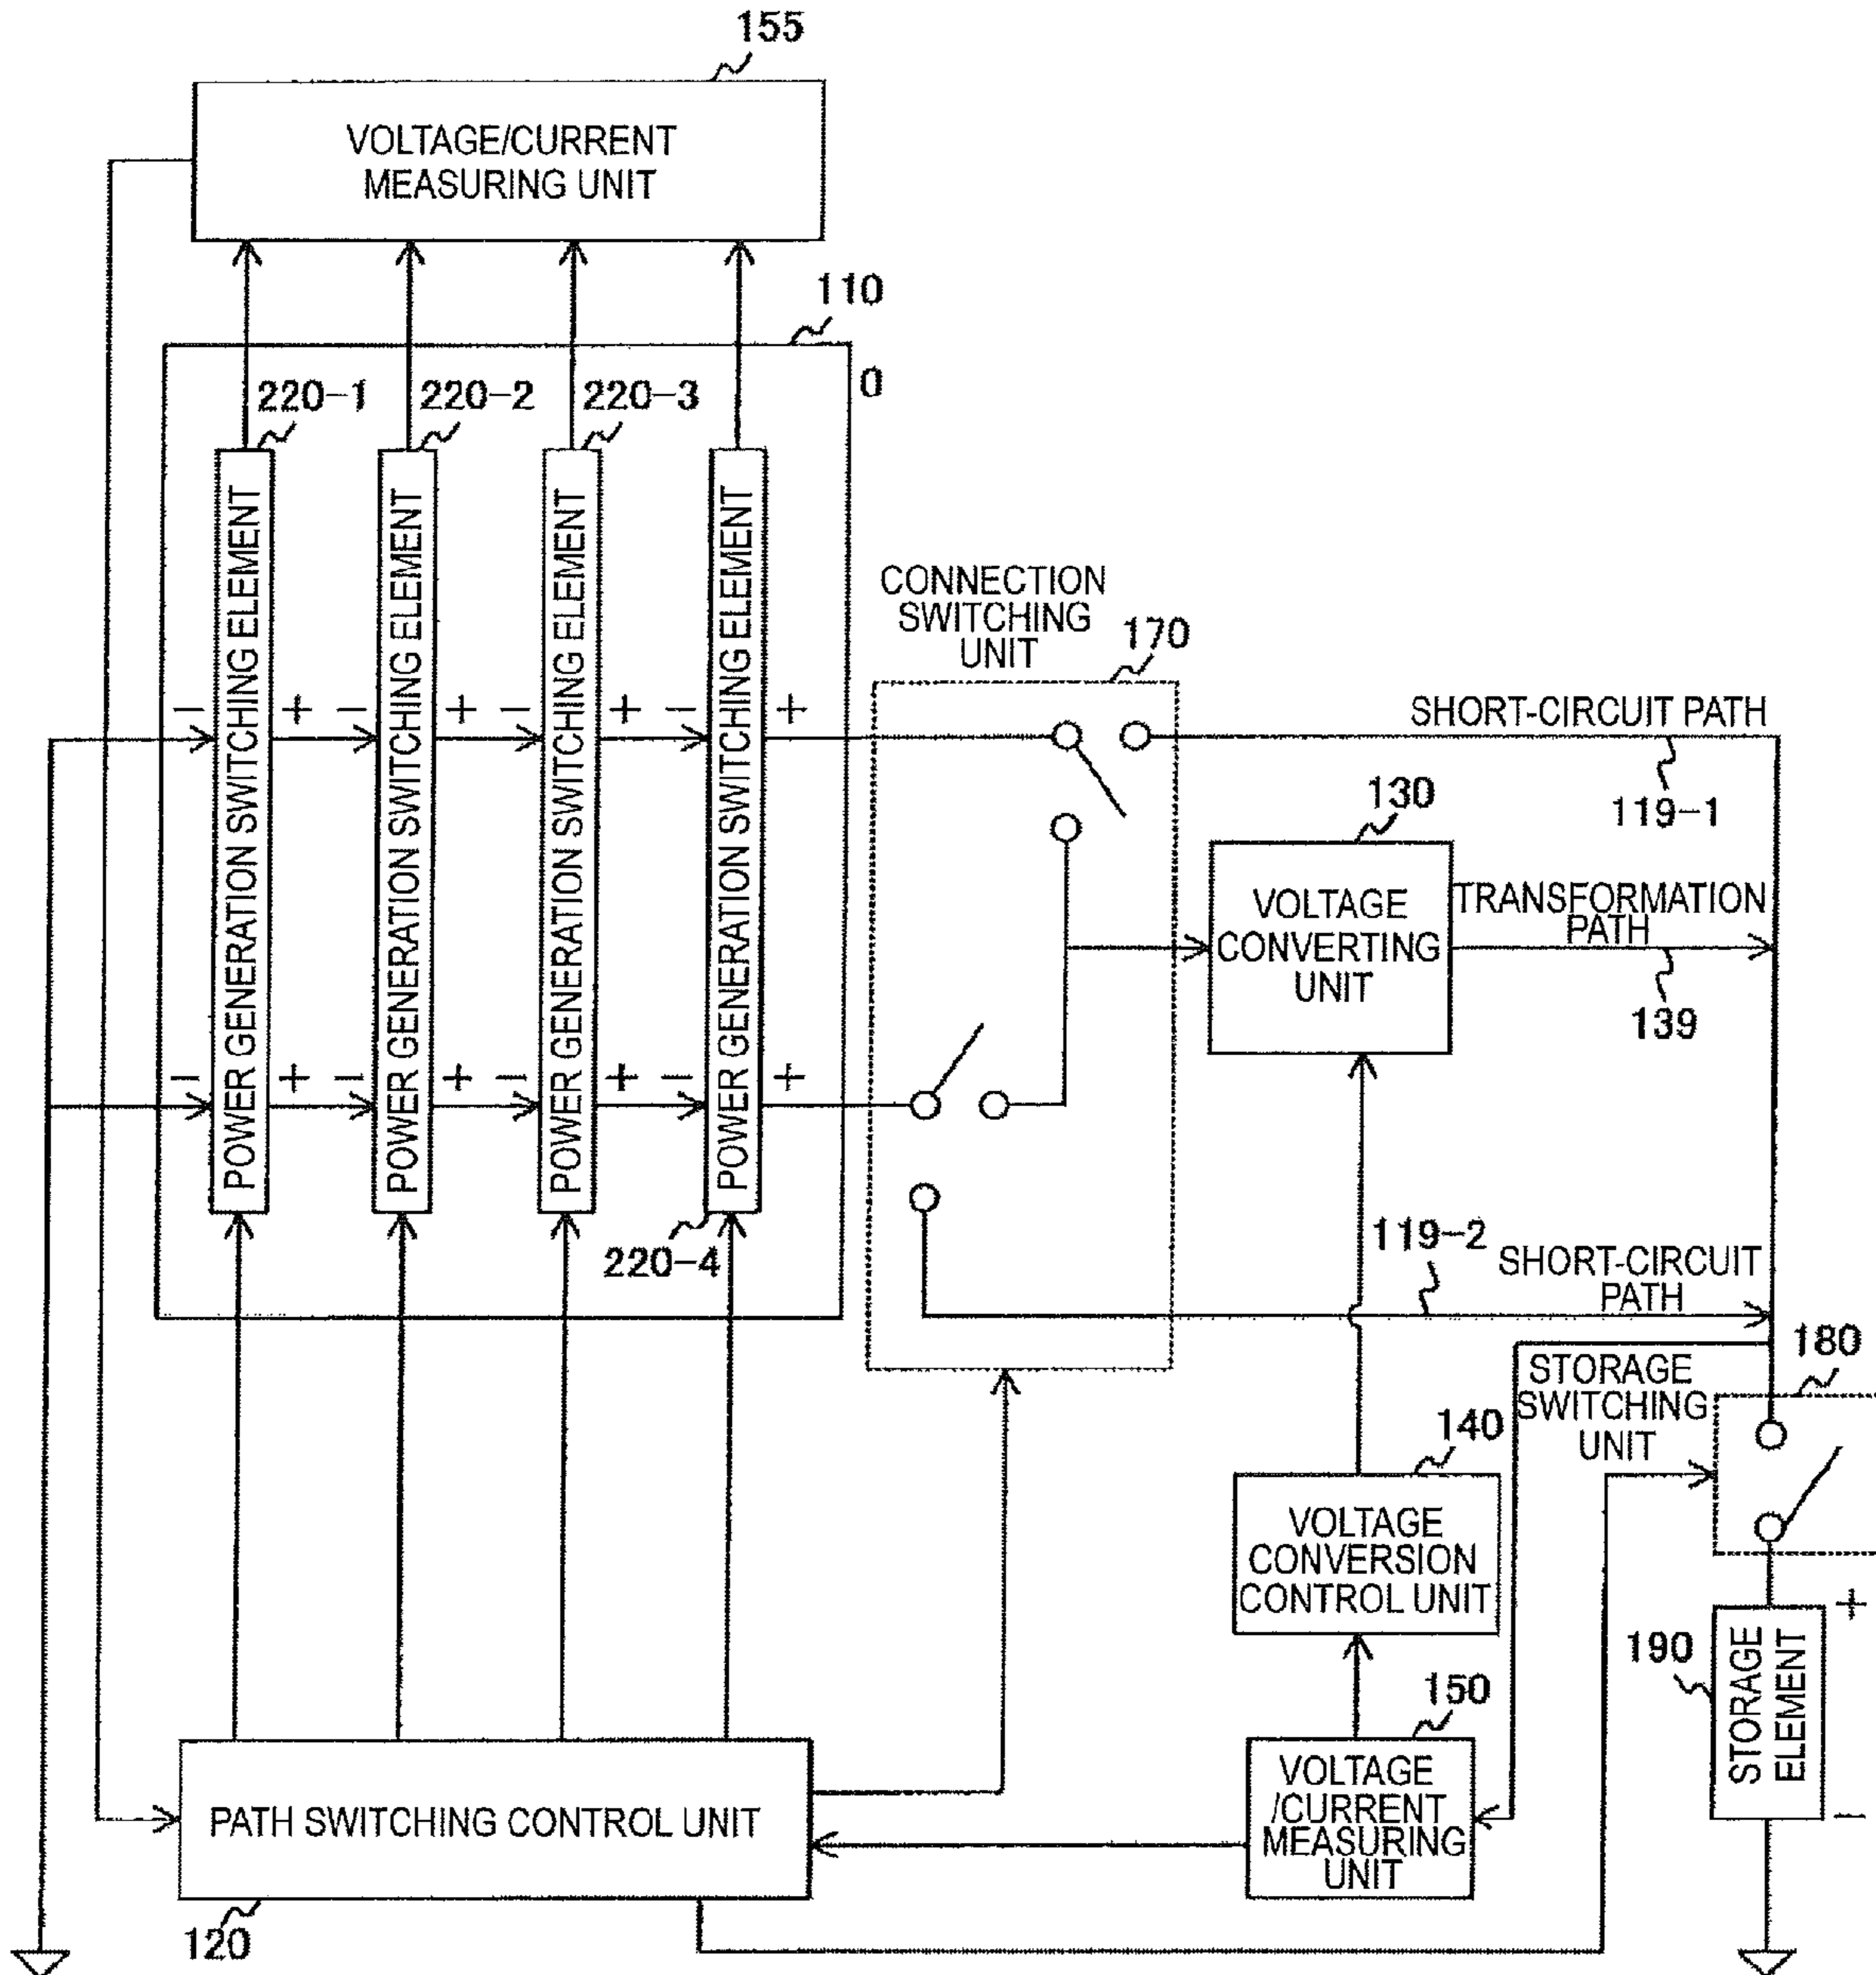 155
VOLTAGE/CURRENT
MEASURING UNIT
110
0
220-1
220-2
220-3
POWER GENERATION SWITCHING ELEMENT
POWER GENERATION SWITCHING ELEMENT
POWER GENERATION SWITCHING ELEMENT
POWER GENERATION SWITCHING ELEMENT
- + - + - + - +
- + - + - + - +
220-4
CONNECTION
SWITCHING
UNIT
170
SHORT-CIRCUIT PATH
119-1
130
VOLTAGE
CONVERTING
UNIT
TRANSFORMATION
PATH
139
119-2
SHORT-CIRCUIT
PATH
180
STORAGE
SWITCHING
UNIT
140
VOLTAGE
CONVERSION
CONTROL UNIT
190
STORAGE
ELEMENT
+
-
150
VOLTAGE
/CURRENT
MEASURING
UNIT
PATH SWITCHING CONTROL UNIT
120